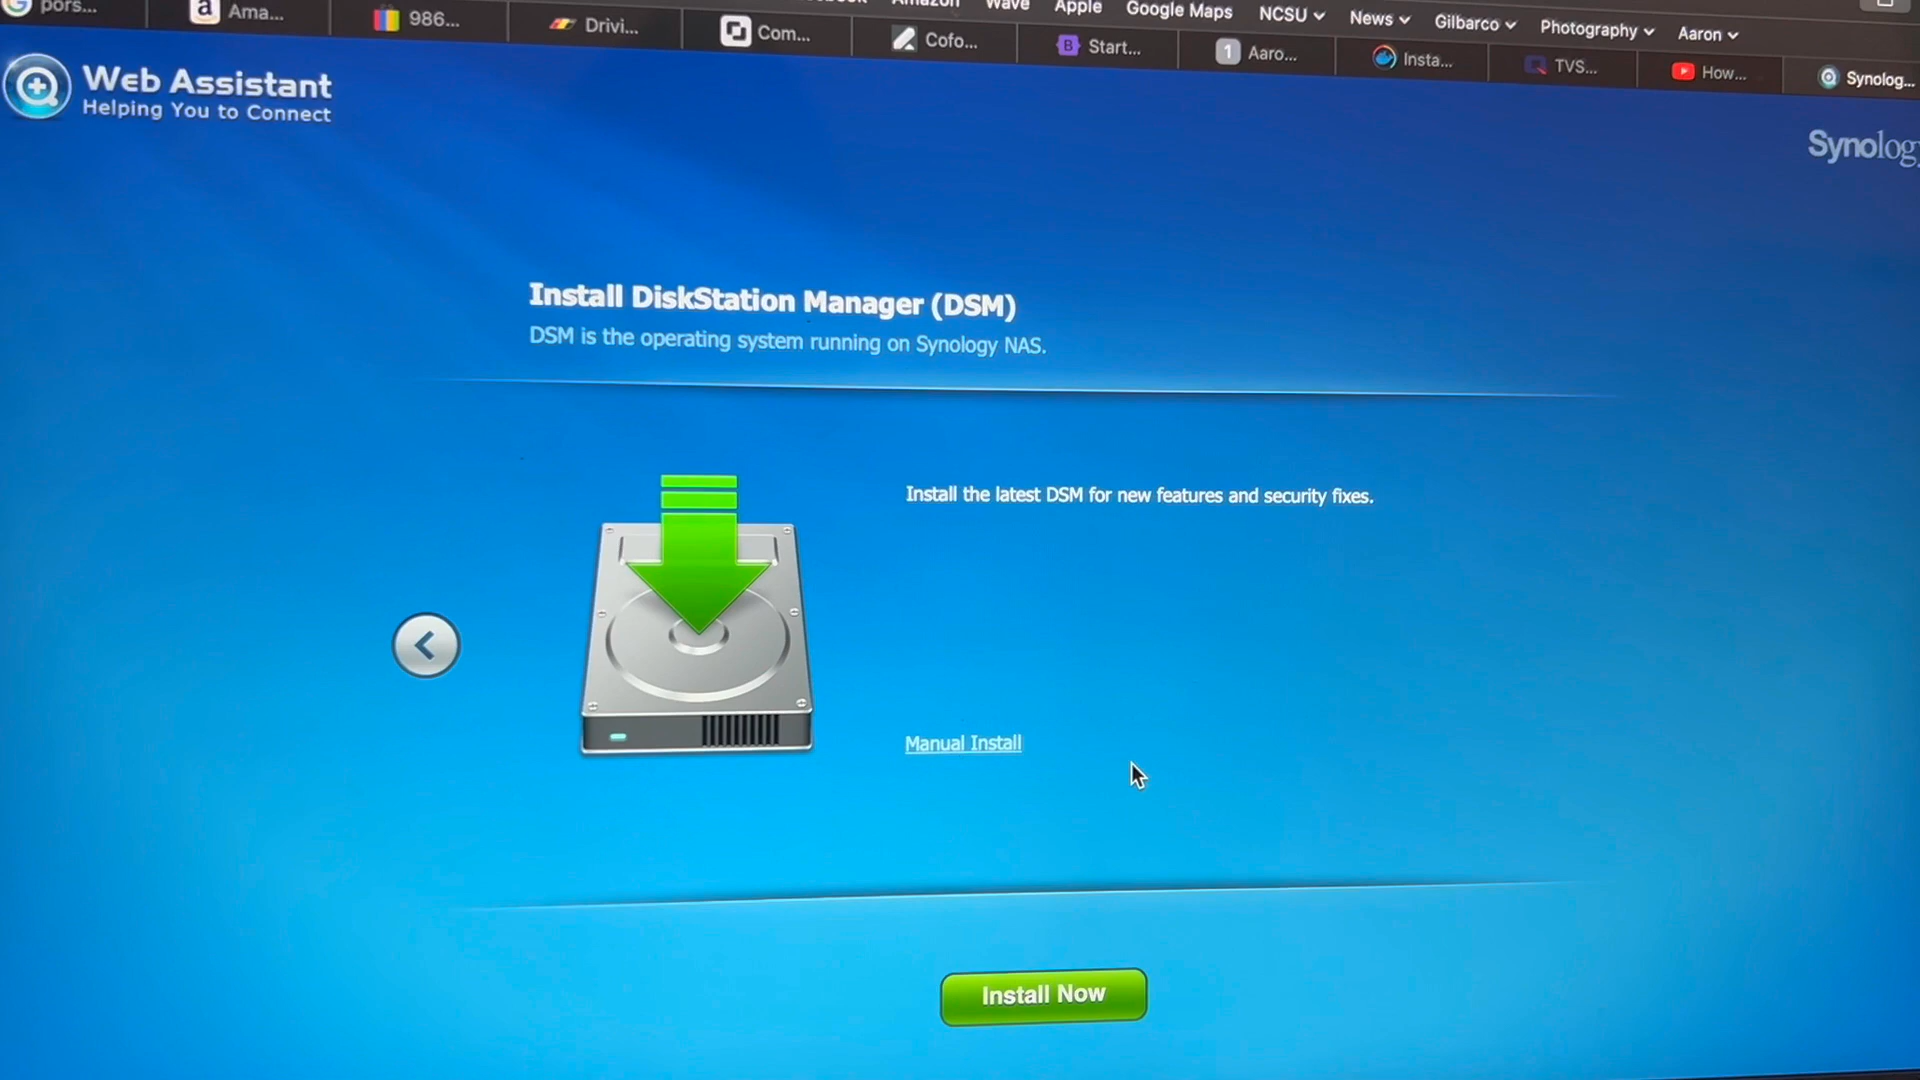 Amazon
Wave
Apple
Google Maps
NCSU
News
Gilbarco
Photography
Aaron
pors...
Ama...
986...
Drivi...
Com...
Cofo...
Start...
Aaro...
Insta...
TVS...
How...
Synolog...
Web Assistant
Helping You to Connect
Synology
Install DiskStation Manager (DSM)
DSM is the operating system running on Synology NAS.
Install the latest DSM for new features and security fixes.
Manual Install
Install Now